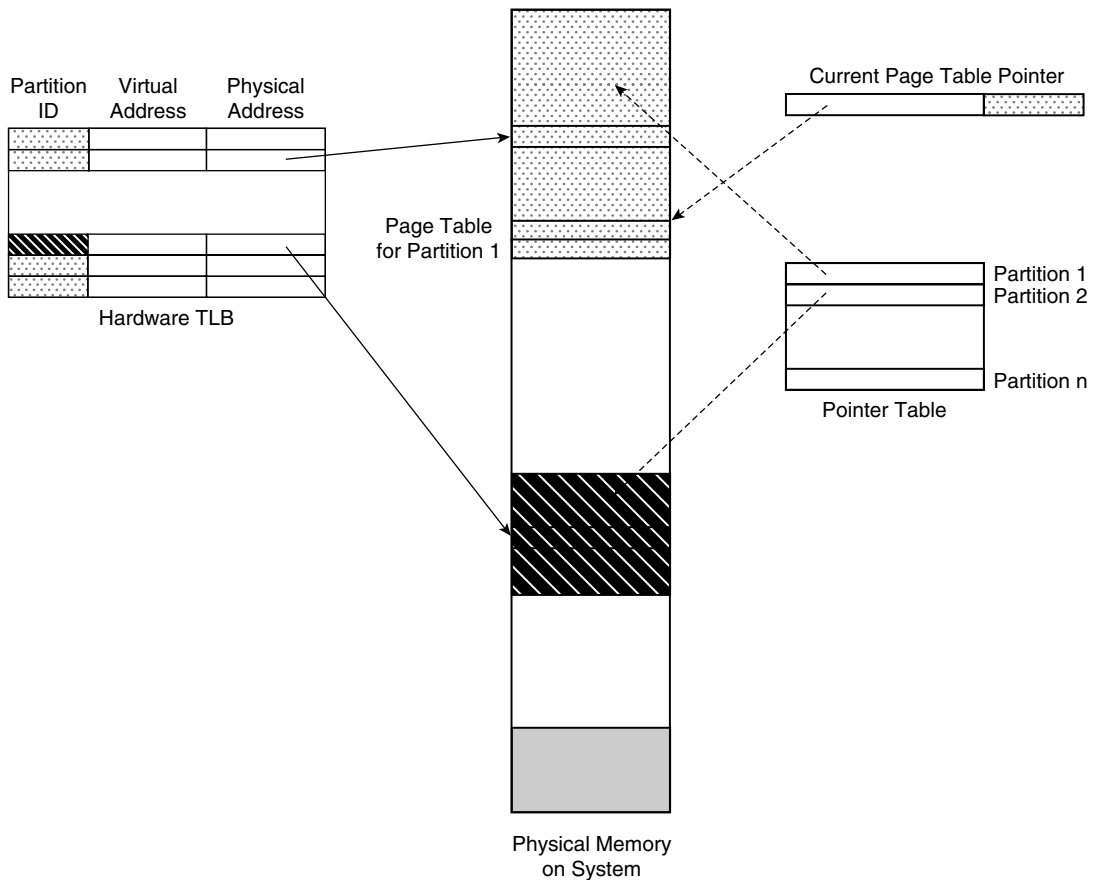 Partition
ID
Virtual
Address
Physical
Address
Hardware TLB
Page Table
for Partition 1
Current Page Table Pointer
Partition 1
Partition 2
Partition n
Pointer Table
Physical Memory
on System